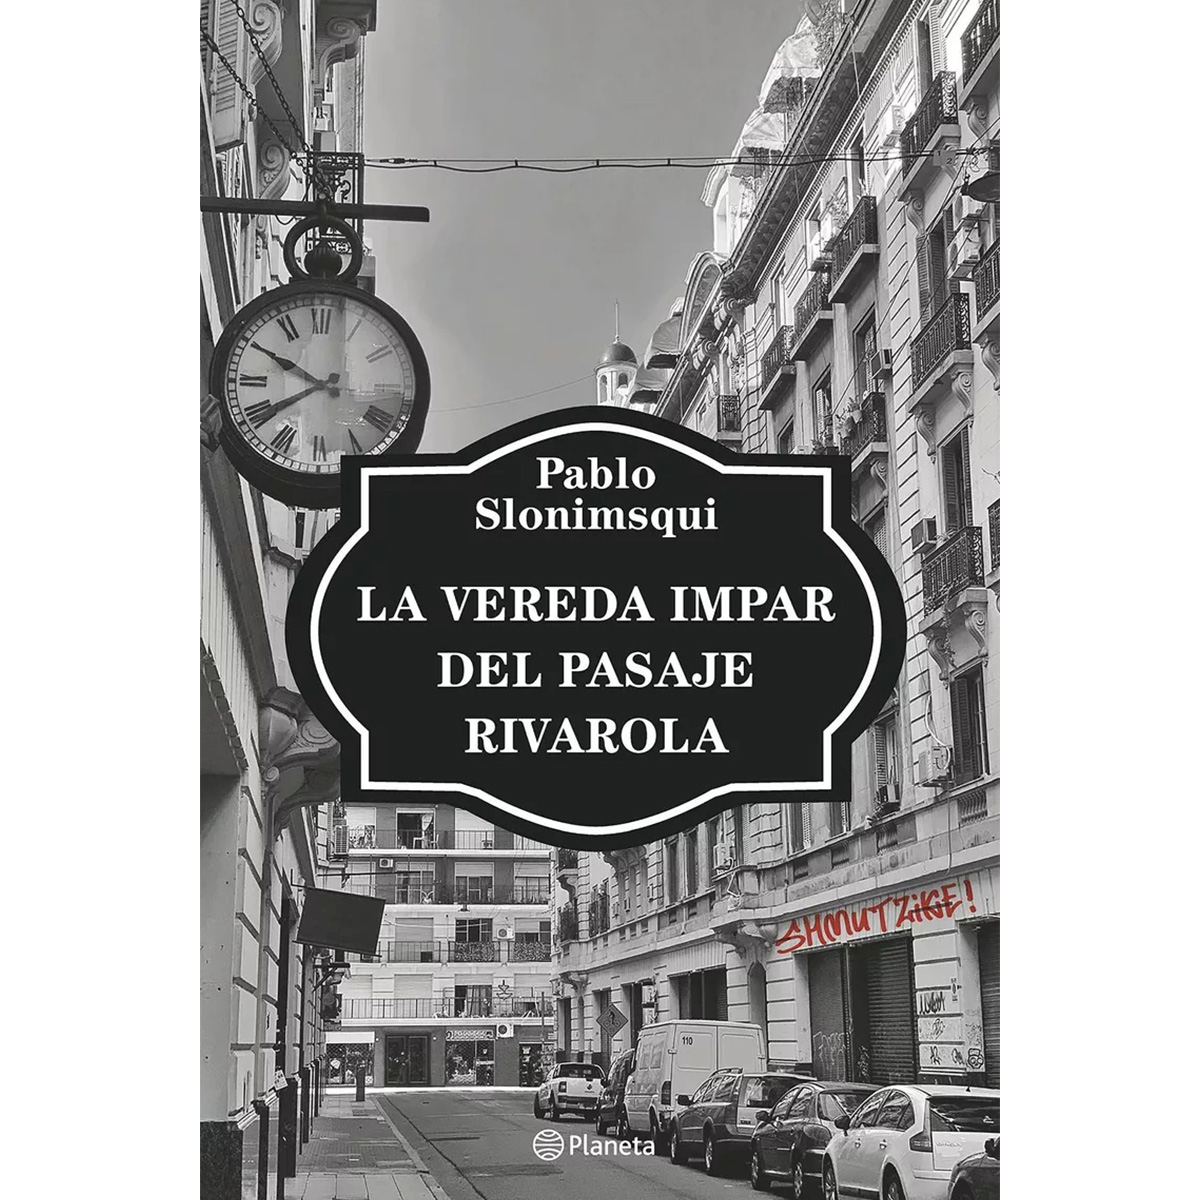 Pablo
Slonimsqui
LA VEREDA IMPAR
DEL PASAJE
RIVAROLA
SHMUTZIGE!
110
Planeta